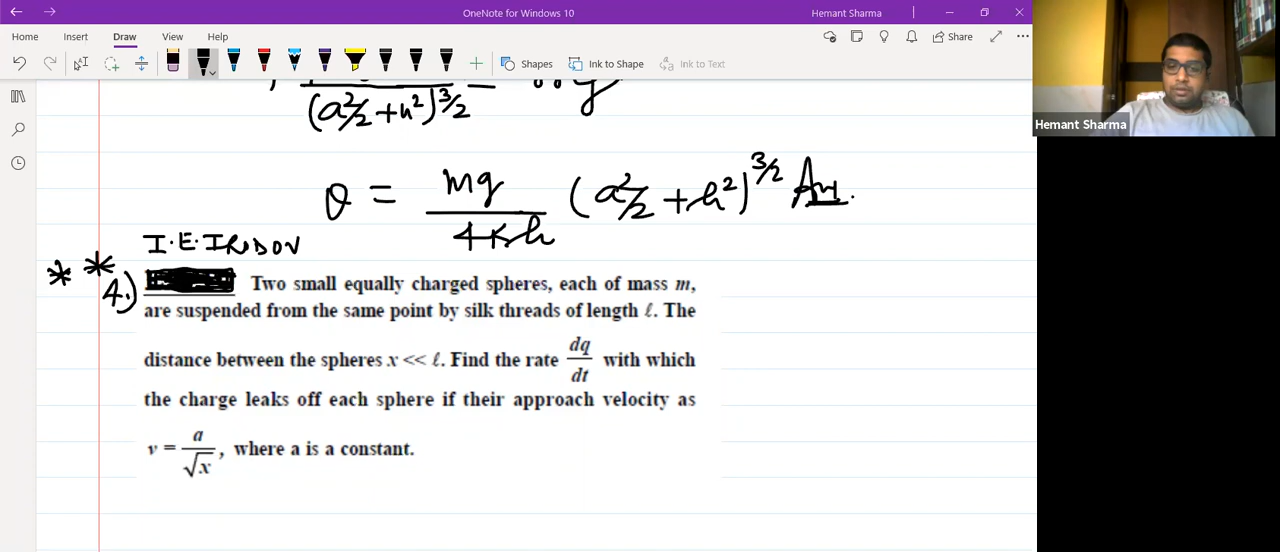 OneNote for Windows 10
Hemant Sharma
Home Insert Draw View Help
Share
Shapes Ink to Shape Ink to Text
(a²/2 + h²)^3/2 =
Q = mg/4Kh (a²/2 + h²)^3/2 Ans.
I.E.IRODOV
** 4.) Two small equally charged spheres, each of mass m,
are suspended from the same point by silk threads of length ℓ. The
distance between the spheres x << ℓ. Find the rate dq/dt with which
the charge leaks off each sphere if their approach velocity as
v = a/√x, where a is a constant.
Hemant Sharma